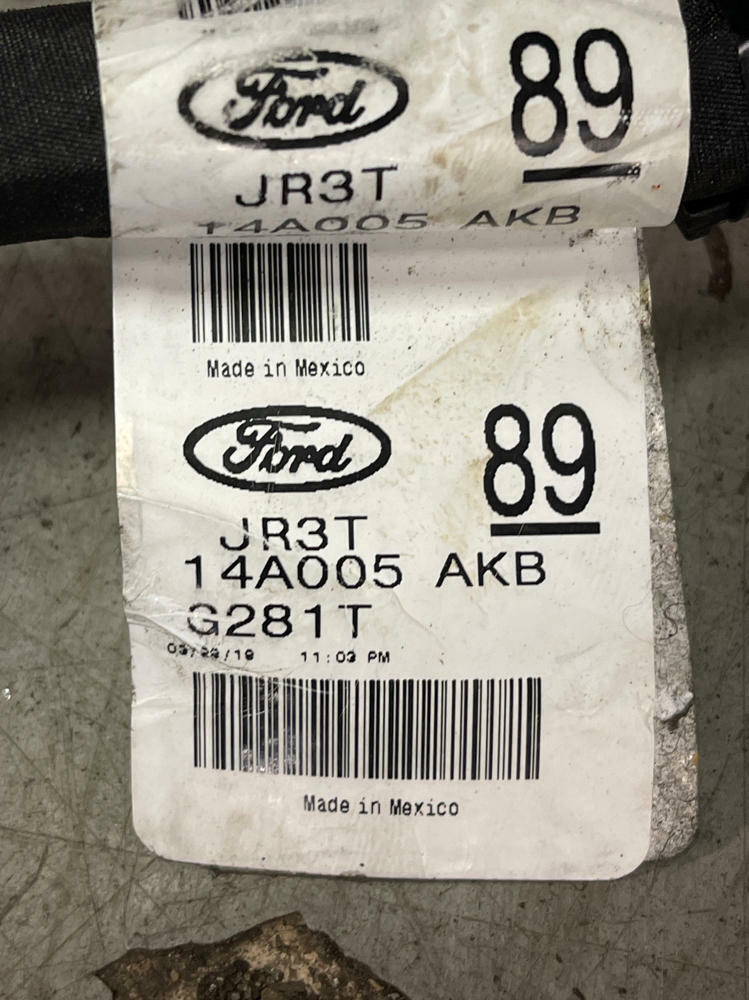 Ford
89
JR3T
14A005 AKB
Made in Mexico
Ford
89
JR3T
14A005 AKB
G281T
11:03 PM
Made in Mexico